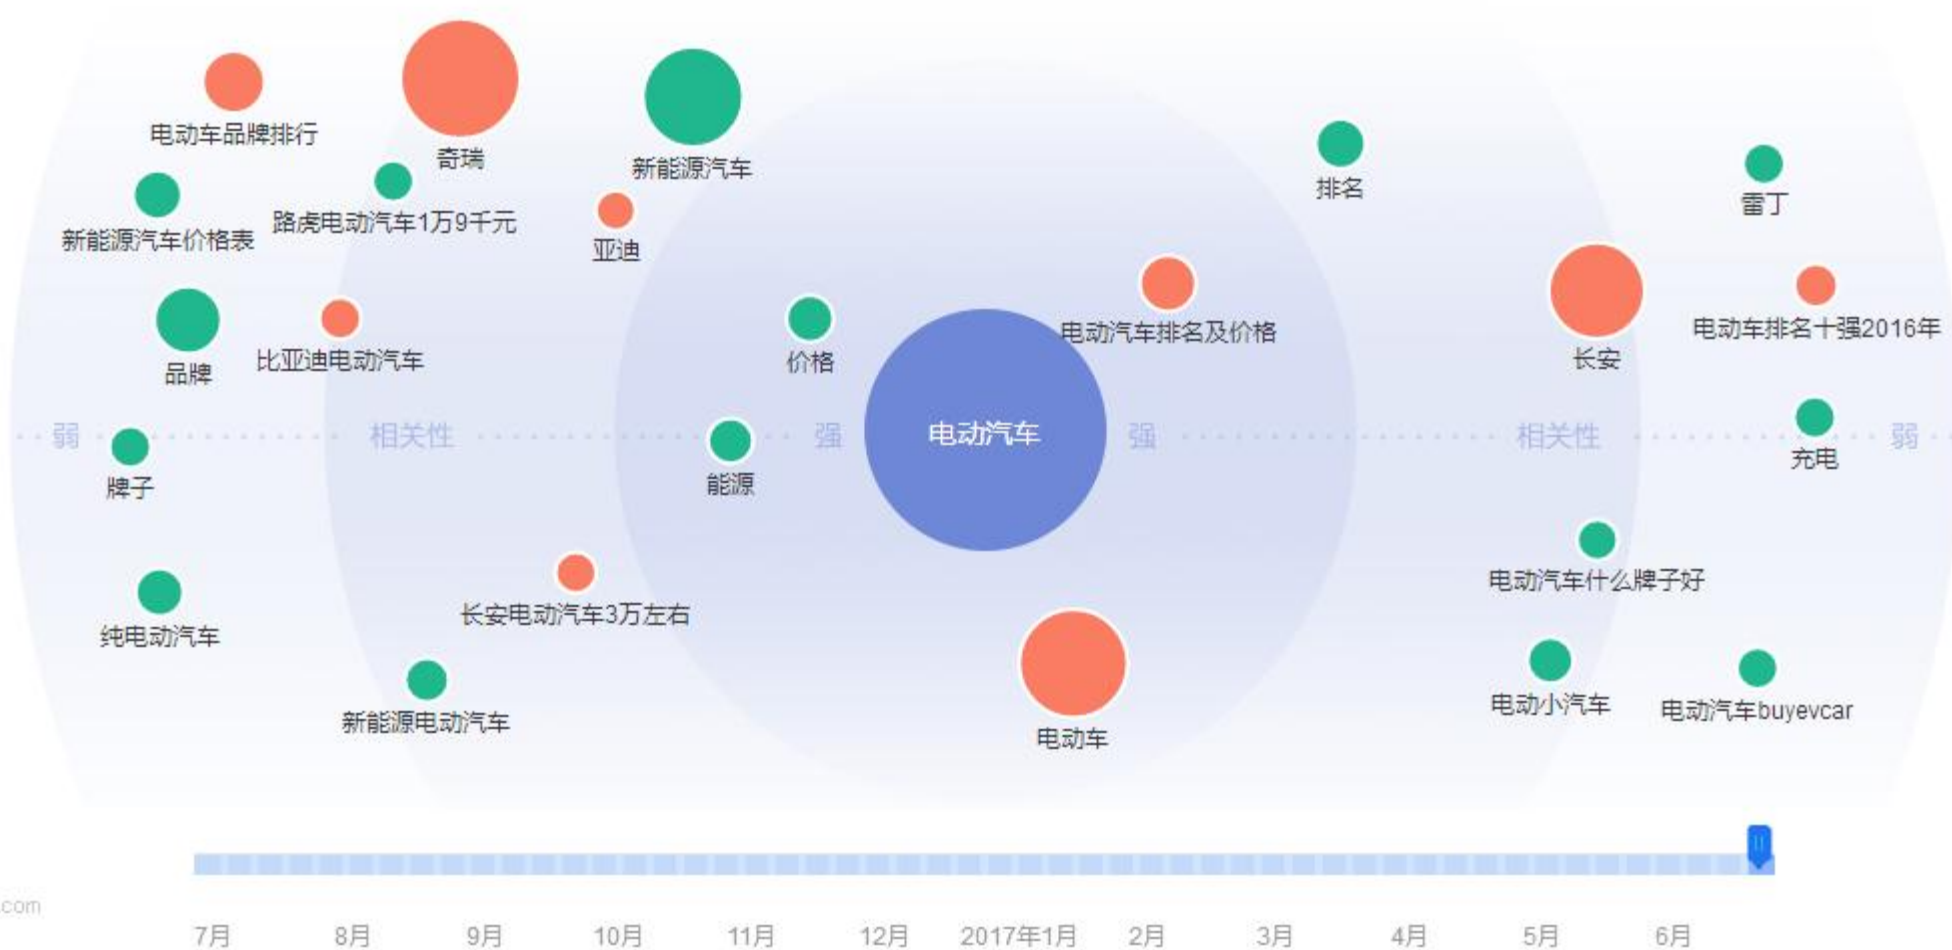 电动车品牌排行
奇瑞
新能源汽车
排名
雷丁
新能源汽车价格表
路虎电动汽车1万9千元
亚迪
电动汽车排名及价格
电动车排名十强2016年
品牌
比亚迪电动汽车
价格
长安
弱
相关性
强
电动汽车
强
相关性
弱
牌子
能源
充电
纯电动汽车
长安电动汽车3万左右
电动汽车什么牌子好
新能源电动汽车
电动车
电动小汽车
电动汽车buyevcar
.com
7月
8月
9月
10月
11月
12月
2017年1月
2月
3月
4月
5月
6月